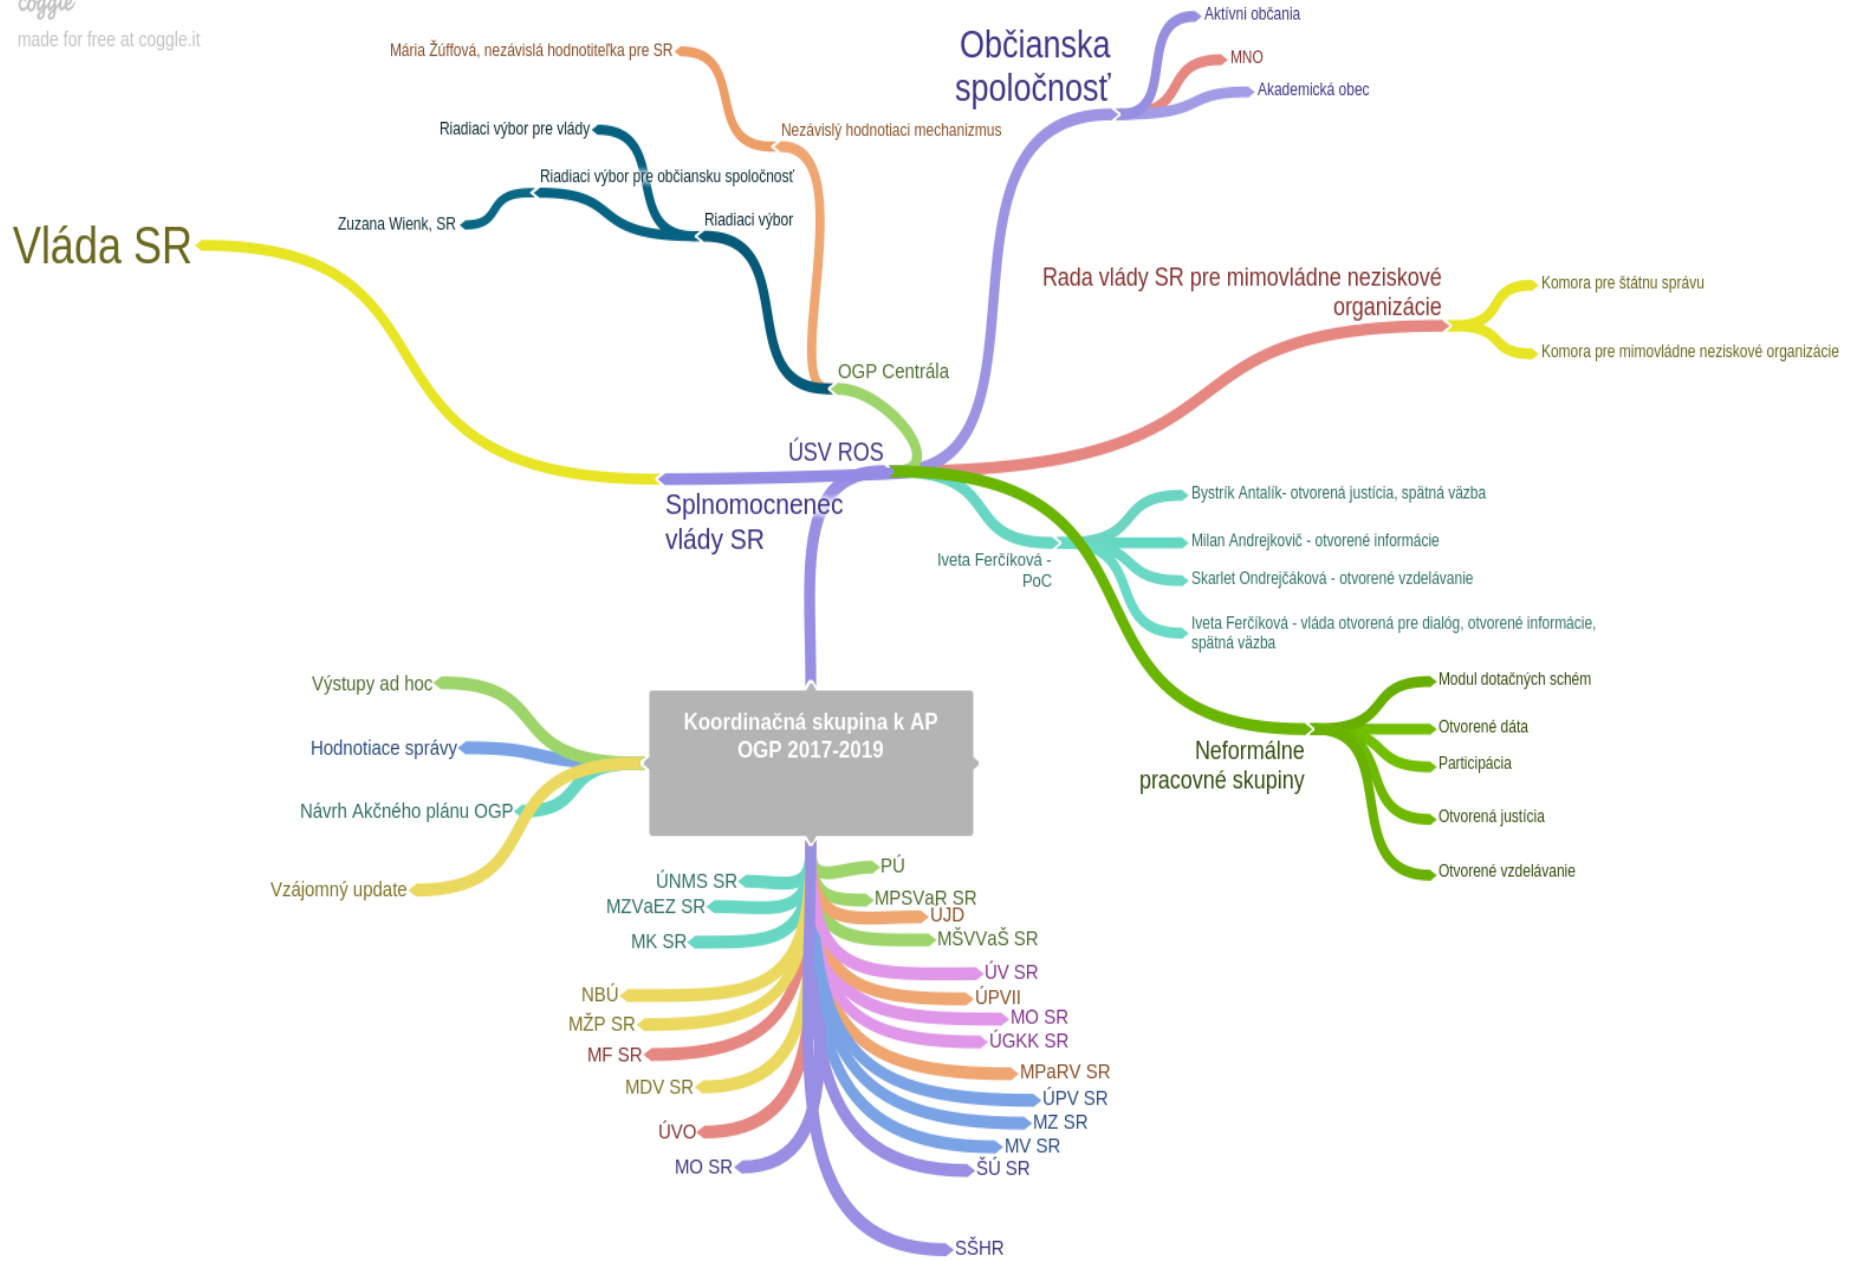 coggle
made for free at coggle.it
Mária Žúffová, nezávislá hodnotiteľka pre SR
Nezávislý hodnotiaci mechanizmus
Riadiaci výbor pre vlády
Riadiaci výbor pre občiansku spoločnosť
Zuzana Wienk, SR
Riadiaci výbor
OGP Centrála
Občianska
spoločnosť
Aktívni občania
MNO
Akademická obec
Vláda SR
Rada vlády SR pre mimovládne neziskové
organizácie
Komora pre štátnu správu
Komora pre mimovládne neziskové organizácie
ÚSV ROS
Splnomocnenec
vlády SR
Iveta Ferčíková -
PoC
Bystrík Antalík- otvorená justícia, spätná väzba
Milan Andrejkovič - otvorené informácie
Skarlet Ondrejčáková - otvorené vzdelávanie
Iveta Ferčíková - vláda otvorená pre dialóg, otvorené informácie,
spätná väzba
Neformálne
pracovné skupiny
Modul dotačných schém
Otvorené dáta
Participácia
Otvorená justícia
Otvorené vzdelávanie
Koordinačná skupina k AP
OGP 2017-2019
Výstupy ad hoc
Hodnotiace správy
Návrh Akčného plánu OGP
Vzájomný update
ÚNMS SR
MZVaEZ SR
MK SR
NBÚ
MŽP SR
MF SR
MDV SR
ÚVO
MO SR
PÚ
MPSVaR SR
ÚJD
MŠVVaŠ SR
ÚV SR
ÚPVII
MO SR
ÚGKK SR
MPaRV SR
ÚPV SR
MZ SR
MV SR
ŠÚ SR
SŠHR